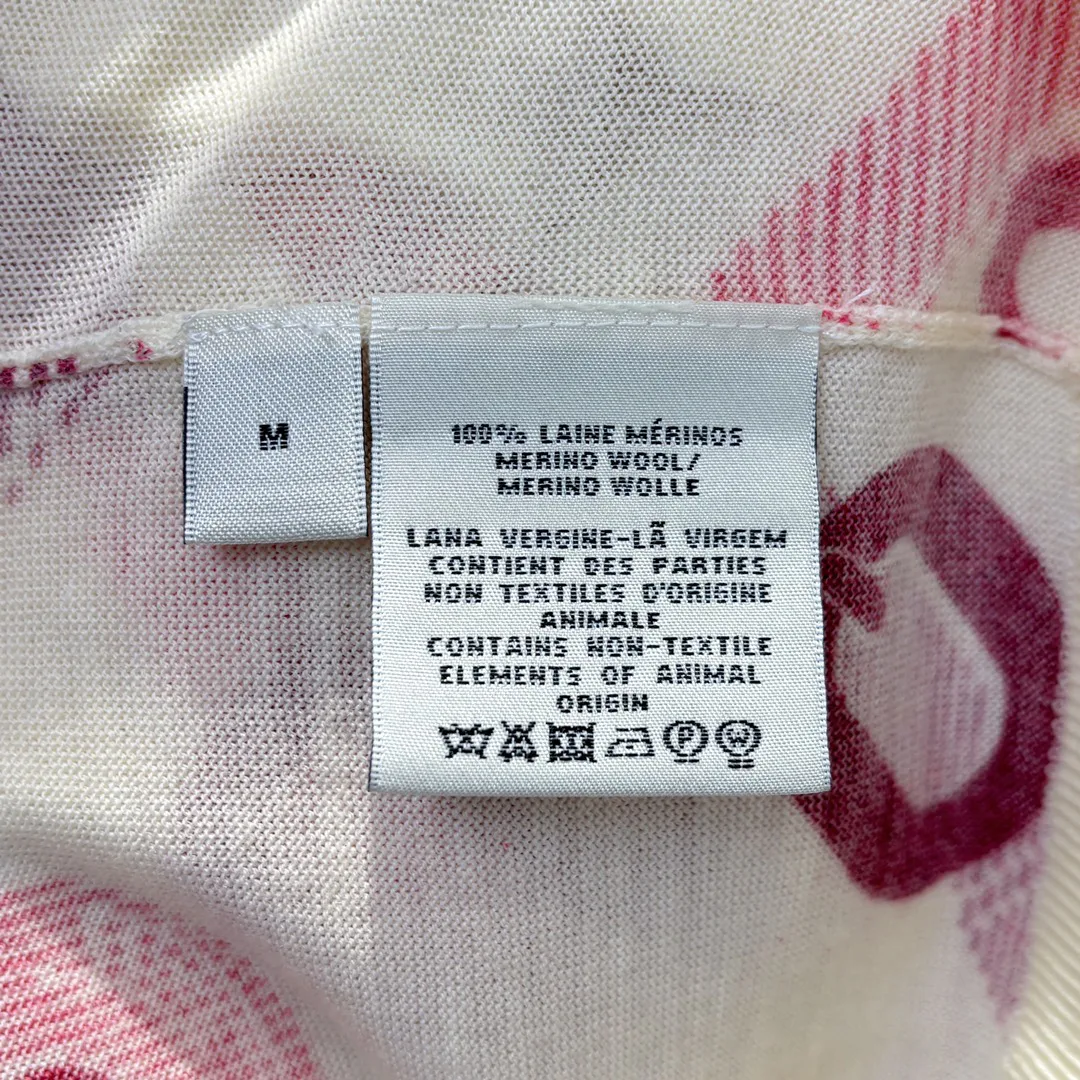 M
100% LAINE MÉRINOS
MERINO WOOL/
MERINO WOLLE
LANA VERGINE-LÃ VIRGEM
CONTIENT DES PARTIES
NON TEXTILES D'ORIGINE
ANIMALE
CONTAINS NON-TEXTILE
ELEMENTS OF ANIMAL
ORIGIN
P W